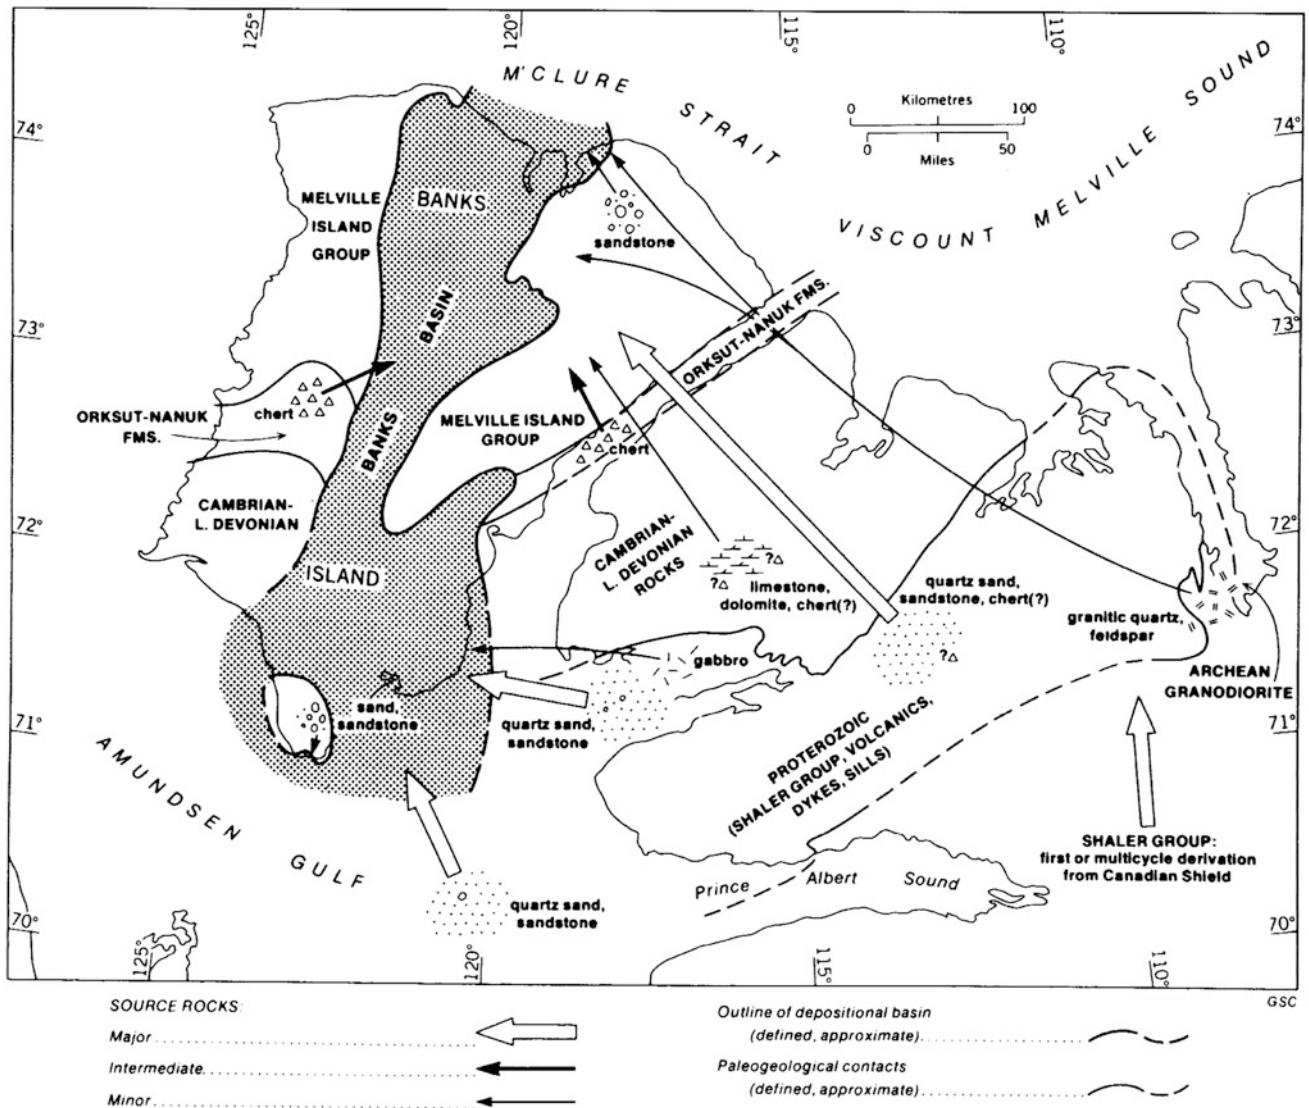 125°
120°
115°
110°
M'CLURE
STRAIT
VISCOUNT MELVILLE SOUND
0 Kilometres 100
0 50
Miles
74°
74°
MELVILLE
ISLAND
GROUP
BANKS
sandstone
BASIN
73°
73°
ORKSUT-NANUK FMS.
chert
ORKSUT-NANUK
FMS.
BANKS
MELVILLE ISLAND
GROUP
chert
CAMBRIAN-
L. DEVONIAN
72°
72°
ISLAND
CAMBRIAN-
L. DEVONIAN
ROCKS
?
?
limestone,
dolomite, chert(?)
quartz sand,
sandstone, chert(?)
?
granitic quartz,
feldspar
ARCHEAN
GRANODIORITE
gabbro
sand,
sandstone
quartz sand,
sandstone
71°
71°
PROTEROZOIC
(SHALER GROUP, VOLCANICS,
DYKES, SILLS)
AMUNDSEN
GULF
SHALER GROUP:
first or multicycle derivation
from Canadian Shield
Prince Albert Sound
quartz sand,
sandstone
70°
70°
125°
120°
115°
110°
GSC
SOURCE ROCKS:
Major
Intermediate
Minor
Outline of depositional basin
(defined, approximate)
Paleogeological contacts
(defined, approximate)